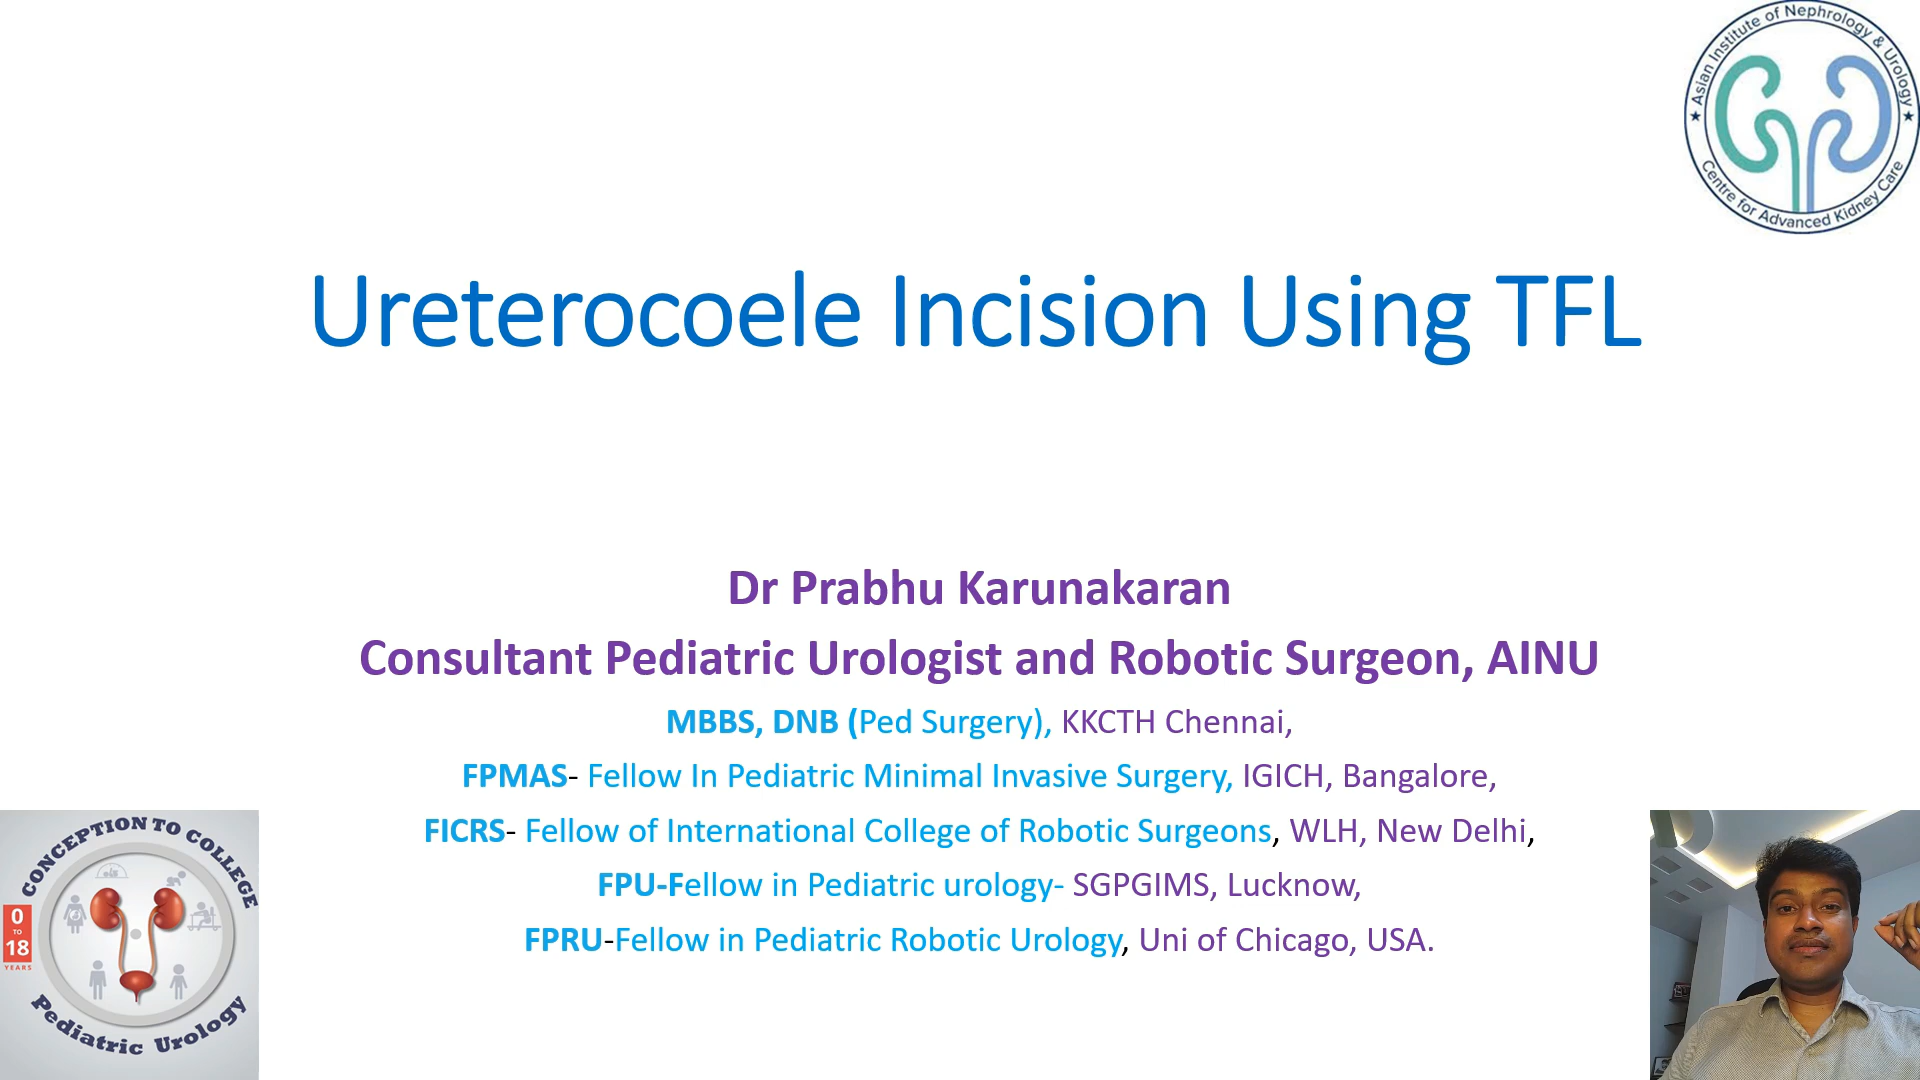 ★ Asian Institute of Nephrology & Urology ★
Centre for Advanced Kidney Care
Ureterocoele Incision Using TFL
Dr Prabhu Karunakaran
Consultant Pediatric Urologist and Robotic Surgeon, AINU
MBBS, DNB (Ped Surgery), KKCTH Chennai,
FPMAS- Fellow In Pediatric Minimal Invasive Surgery, IGICH, Bangalore,
FICRS- Fellow of International College of Robotic Surgeons, WLH, New Delhi,
FPU-Fellow in Pediatric urology- SGPGIMS, Lucknow,
FPRU-Fellow in Pediatric Robotic Urology, Uni of Chicago, USA.
CONCEPTION TO COLLEGE
0
TO
18
YEARS
Pediatric Urology